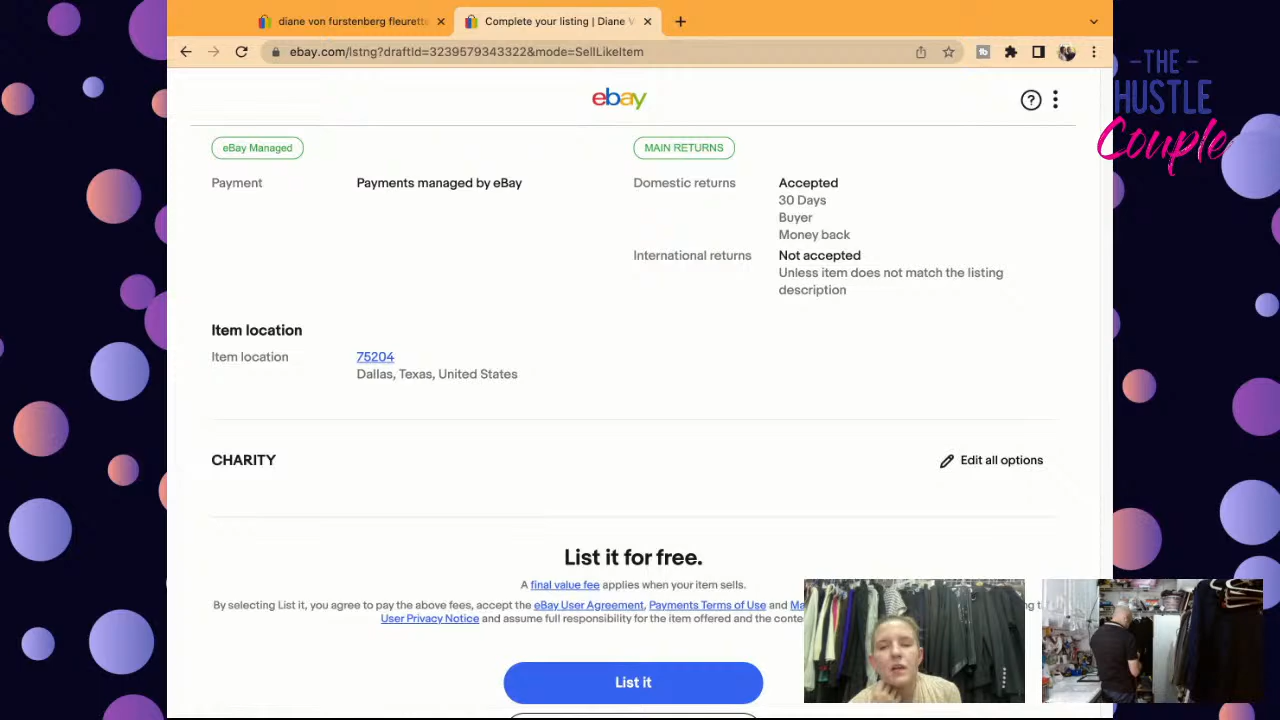 diane von furstenberg fleurette
Complete your listing | Diane V
ebay.com/lstng?draftId=3239579343322&mode=SellLikeItem
-THE-
HUSTLE
Couple
ebay
eBay Managed
MAIN RETURNS
Payment
Payments managed by eBay
Domestic returns
Accepted
30 Days
Buyer
Money back
International returns
Not accepted
Unless item does not match the listing
description
Item location
Item location
75204
Dallas, Texas, United States
CHARITY
Edit all options
List it for free.
A final value fee applies when your item sells.
By selecting List it, you agree to pay the above fees, accept the eBay User Agreement, Payments Terms of Use and
User Privacy Notice and assume full responsibility for the item offered and the
List it